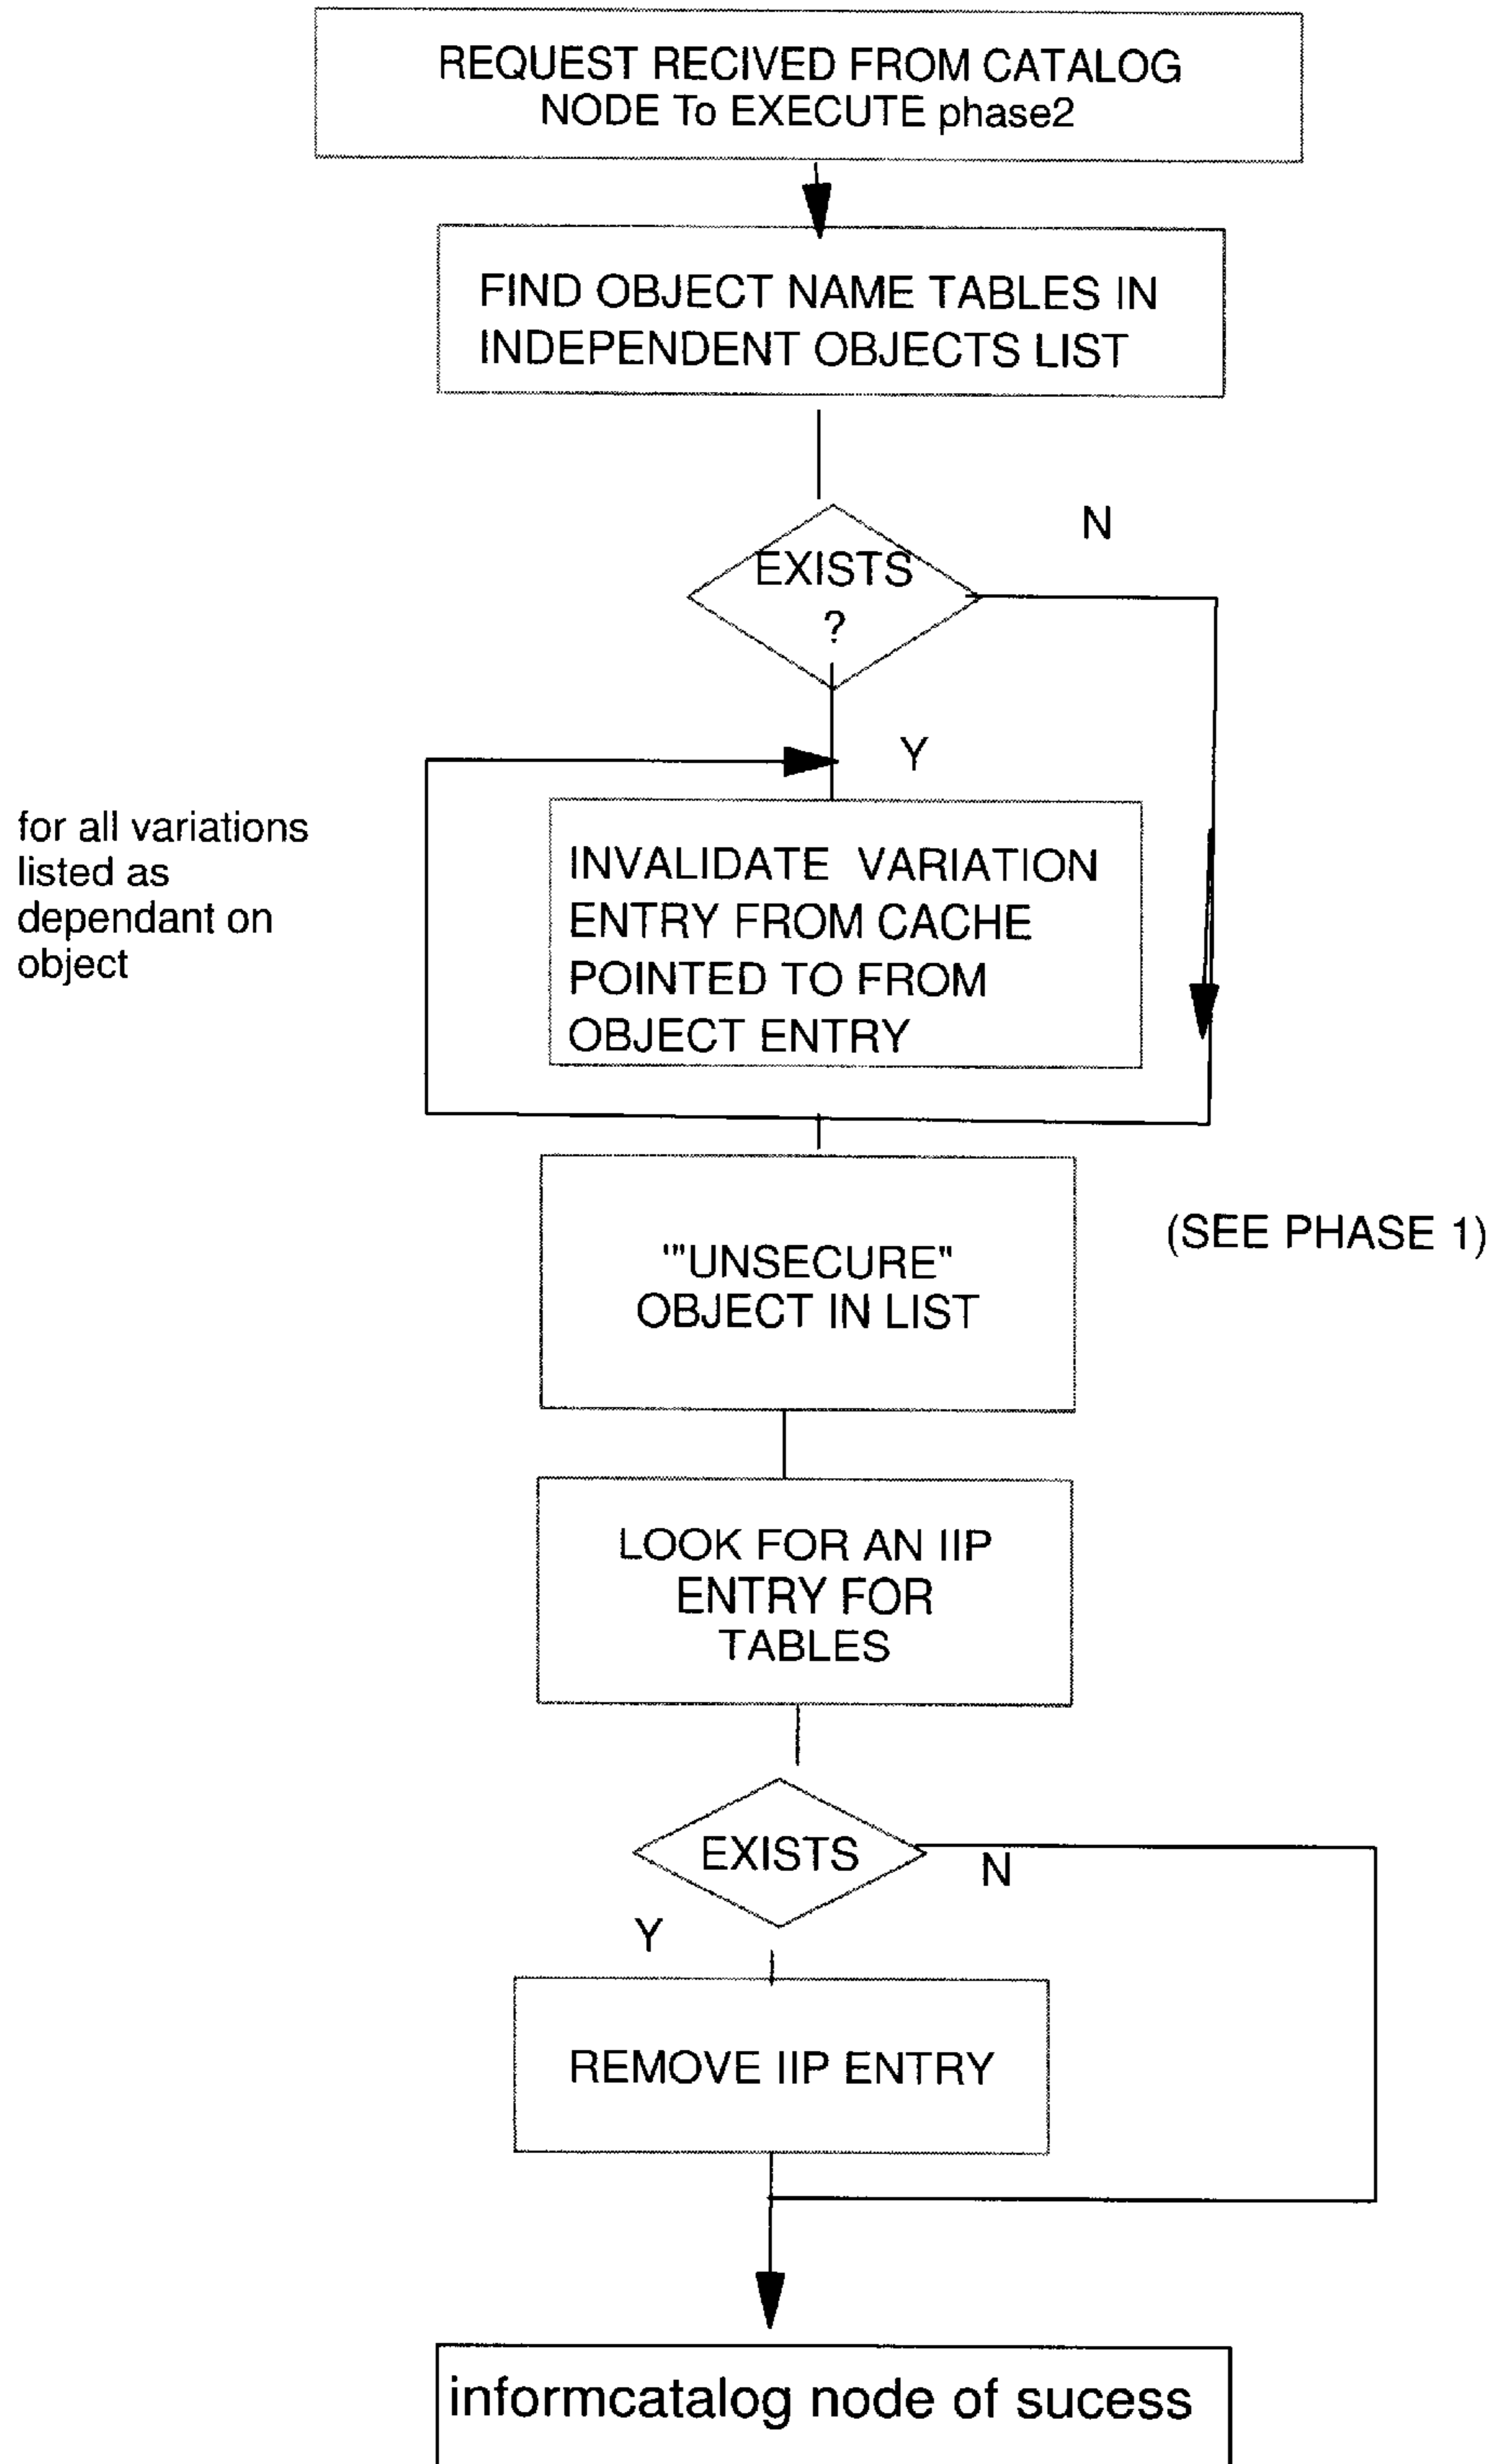 REQUEST RECIVED FROM CATALOG
NODE To EXECUTE phase2
FIND OBJECT NAME TABLES IN
INDEPENDENT OBJECTS LIST
EXISTS
?
N
Y
for all variations
listed as
dependant on
object
INVALIDATE VARIATION
ENTRY FROM CACHE
POINTED TO FROM
OBJECT ENTRY
'"UNSECURE"
OBJECT IN LIST
(SEE PHASE 1)
LOOK FOR AN IIP
ENTRY FOR
TABLES
EXISTS
N
Y
REMOVE IIP ENTRY
informcatalog node of sucess